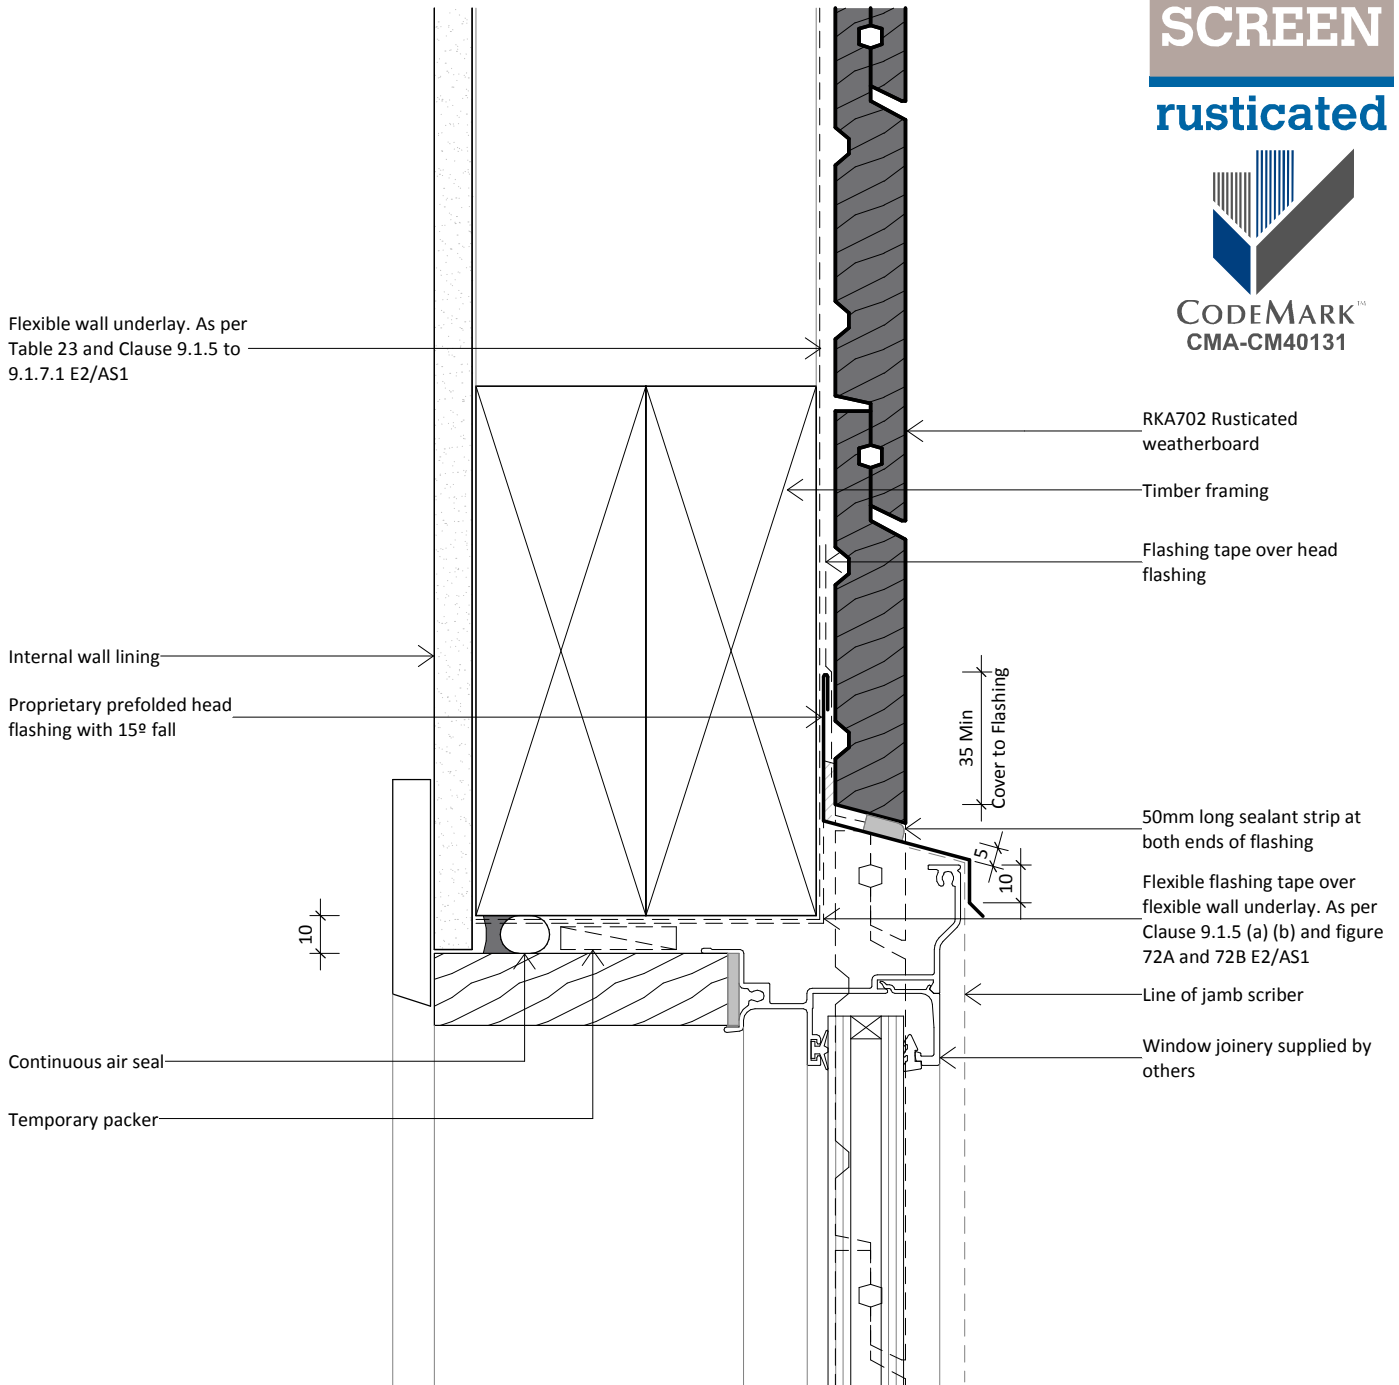 SCREEN
rusticated
CODEMARK™
CMA-CM40131
Flexible wall underlay. As per
Table 23 and Clause 9.1.5 to
9.1.7.1 E2/AS1
RKA702 Rusticated
weatherboard
Timber framing
Flashing tape over head
flashing
Internal wall lining
Proprietary prefolded head
flashing with 15º fall
35 Min
Cover to Flashing
50mm long sealant strip at
both ends of flashing
5
10
Flexible flashing tape over
flexible wall underlay. As per
Clause 9.1.5 (a) (b) and figure
72A and 72B E2/AS1
10
Line of jamb scriber
Window joinery supplied by
others
Continuous air seal
Temporary packer